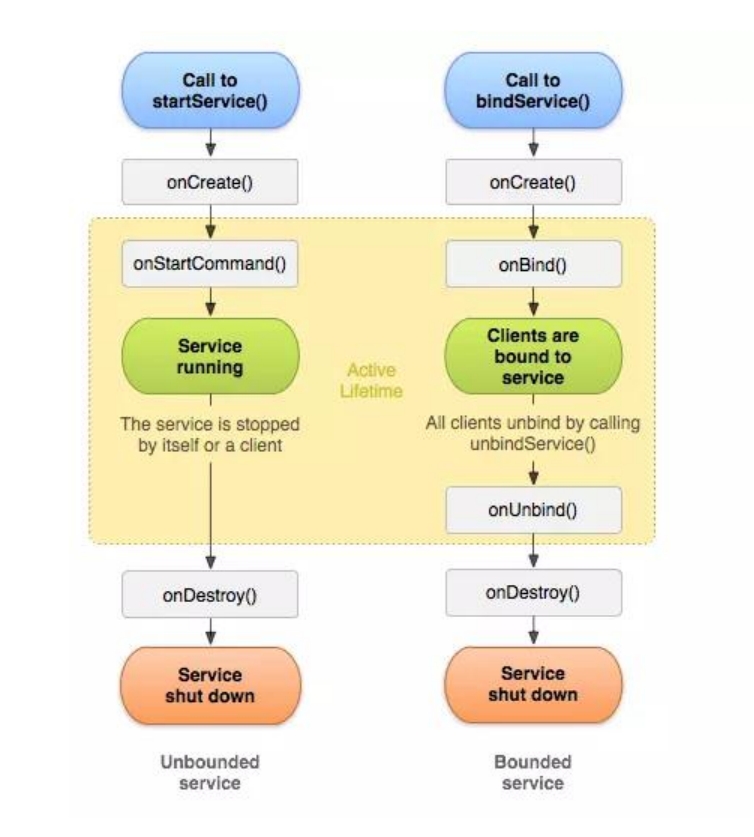 Call to
startService()
onCreate()
onStartCommand()
Service
running
The service is stopped
by itself or a client
onDestroy()
Service
shut down
Unbounded
service
Active
Lifetime
Call to
bindService()
onCreate()
onBind()
Clients are
bound to
service
All clients unbind by calling
unbindService()
onUnbind()
onDestroy()
Service
shut down
Bounded
service